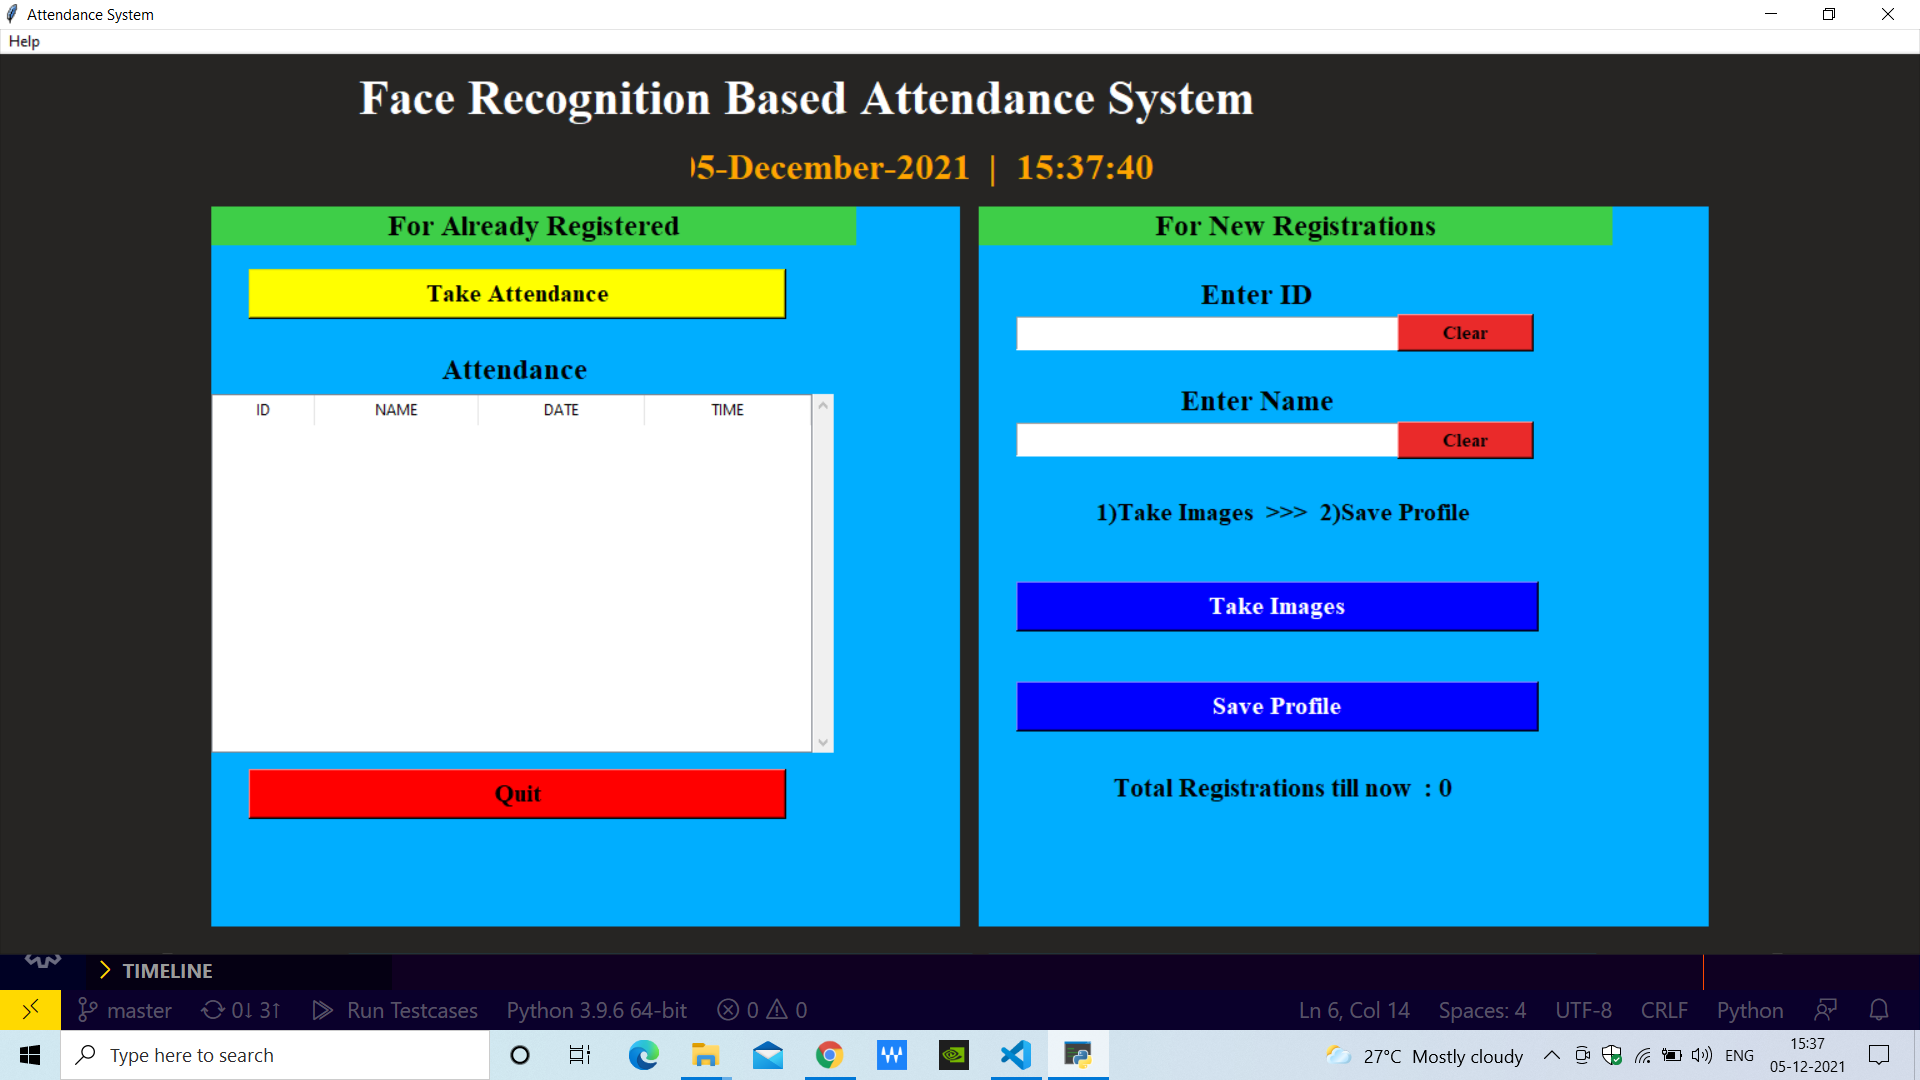 Attendance System
Help
Face Recognition Based Attendance System
05-December-2021 | 15:37:40
For Already Registered
Take Attendance
Attendance
ID NAME DATE TIME
Quit
For New Registrations
Enter ID
Clear
Enter Name
Clear
1)Take Images >>> 2)Save Profile
Take Images
Save Profile
Total Registrations till now : 0
TIMELINE
master 0↓ 3↑ Run Testcases Python 3.9.6 64-bit 0 0 Ln 6, Col 14 Spaces: 4 UTF-8 CRLF Python
Type here to search
27°C Mostly cloudy
ENG
15:37
05-12-2021